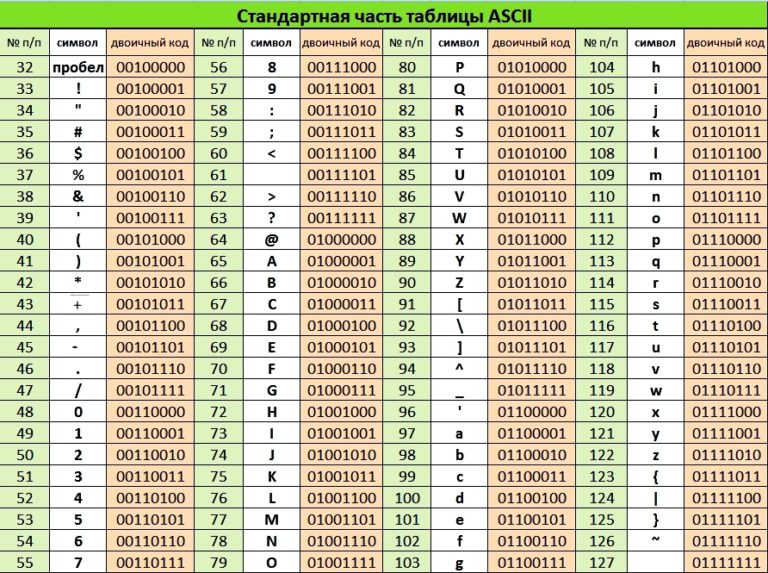 Стандартная часть таблицы ASCII
№ п/п символ двоичный код № п/п символ двоичный код № п/п символ двоичный код № п/п символ двоичный код
32 пробел 00100000 56 8 00111000 80 P 01010000 104 h 01101000
33 ! 00100001 57 9 00111001 81 Q 01010001 105 i 01101001
34 " 00100010 58 : 00111010 82 R 01010010 106 j 01101010
35 # 00100011 59 ; 00111011 83 S 01010011 107 k 01101011
36 $ 00100100 60 < 00111100 84 T 01010100 108 l 01101100
37 % 00100101 61 00111101 85 U 01010101 109 m 01101101
38 & 00100110 62 > 00111110 86 V 01010110 110 n 01101110
39 ' 00100111 63 ? 00111111 87 W 01010111 111 o 01101111
40 ( 00101000 64 @ 01000000 88 X 01011000 112 p 01110000
41 ) 00101001 65 A 01000001 89 Y 01011001 113 q 01110001
42 * 00101010 66 B 01000010 90 Z 01011010 114 r 01110010
43 + 00101011 67 C 01000011 91 [ 01011011 115 s 01110011
44 , 00101100 68 D 01000100 92 \ 01011100 116 t 01110100
45 - 00101101 69 E 01000101 93 ] 01011101 117 u 01110101
46 . 00101110 70 F 01000110 94 ^ 01011110 118 v 01110110
47 / 00101111 71 G 01000111 95 _ 01011111 119 w 01110111
48 0 00110000 72 H 01001000 96 ' 01100000 120 x 01111000
49 1 00110001 73 I 01001001 97 a 01100001 121 y 01111001
50 2 00110010 74 J 01001010 98 b 01100010 122 z 01111010
51 3 00110011 75 K 01001011 99 c 01100011 123 { 01111011
52 4 00110100 76 L 01001100 100 d 01100100 124 | 01111100
53 5 00110101 77 M 01001101 101 e 01100101 125 } 01111101
54 6 00110110 78 N 01001110 102 f 01100110 126 ~ 01111110
55 7 00110111 79 O 01001111 103 g 01100111 127 01111111